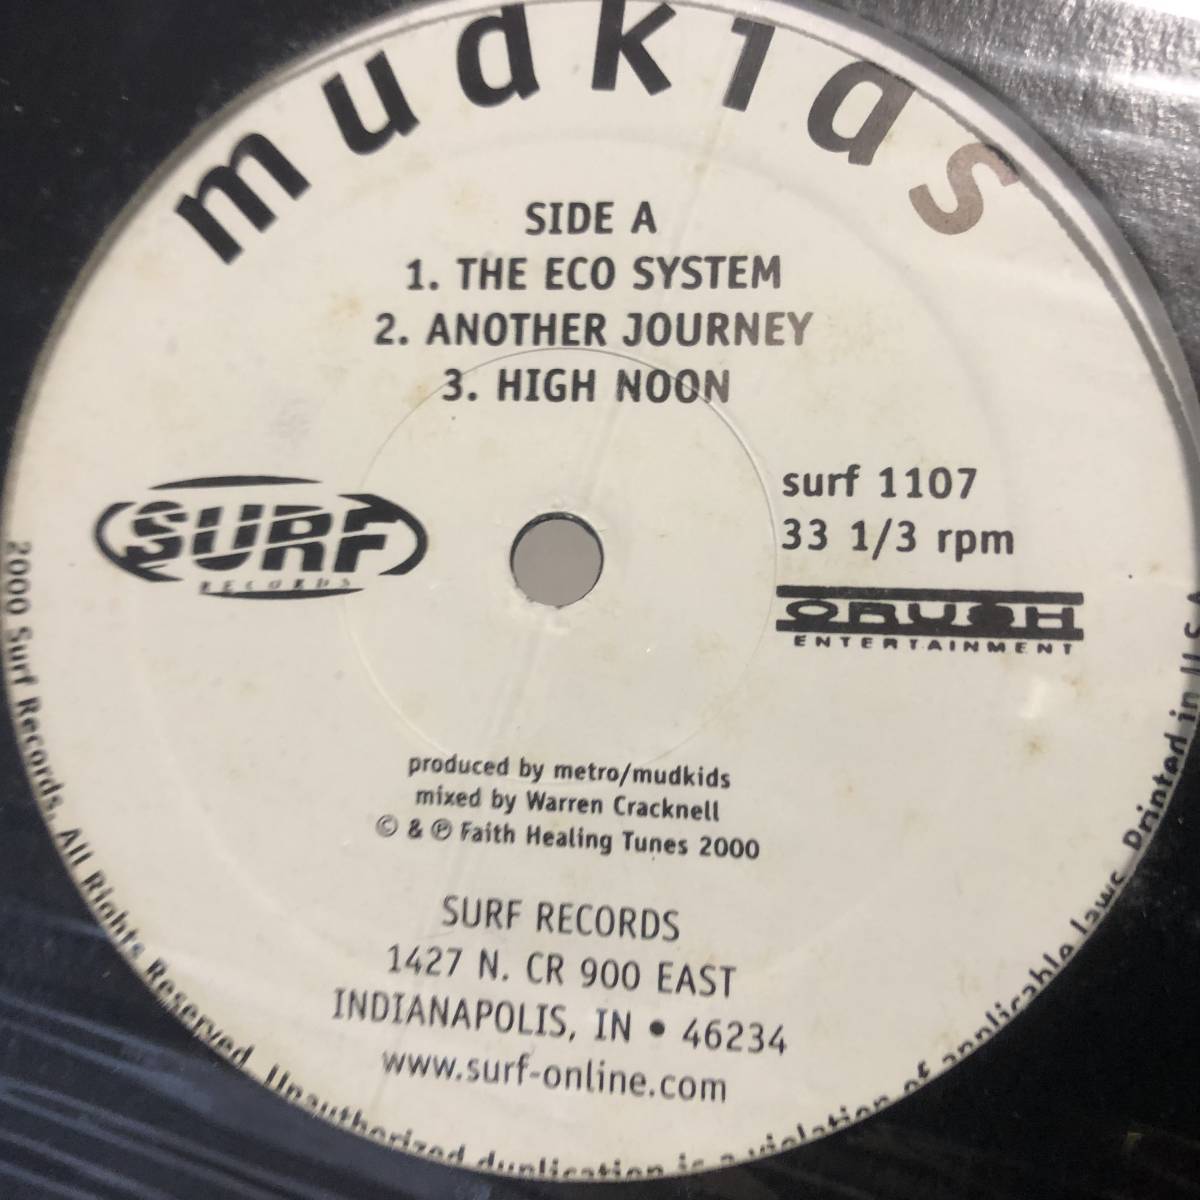 mudkids
SIDE A
1. THE ECO SYSTEM
2. ANOTHER JOURNEY
3. HIGH NOON
surf 1107
33 1/3 rpm
SURF
RECORDS
CRUSH
ENTERTAINMENT
produced by metro/mudkids
mixed by Warren Cracknell
© & ℗ Faith Healing Tunes 2000
SURF RECORDS
1427 N. CR 900 EAST
INDIANAPOLIS, IN • 46234
www.surf-online.com
2000 Surf Records. All Rights Reserved. Unauthorized duplication is a violation of applicable laws. Printed in U.S.A